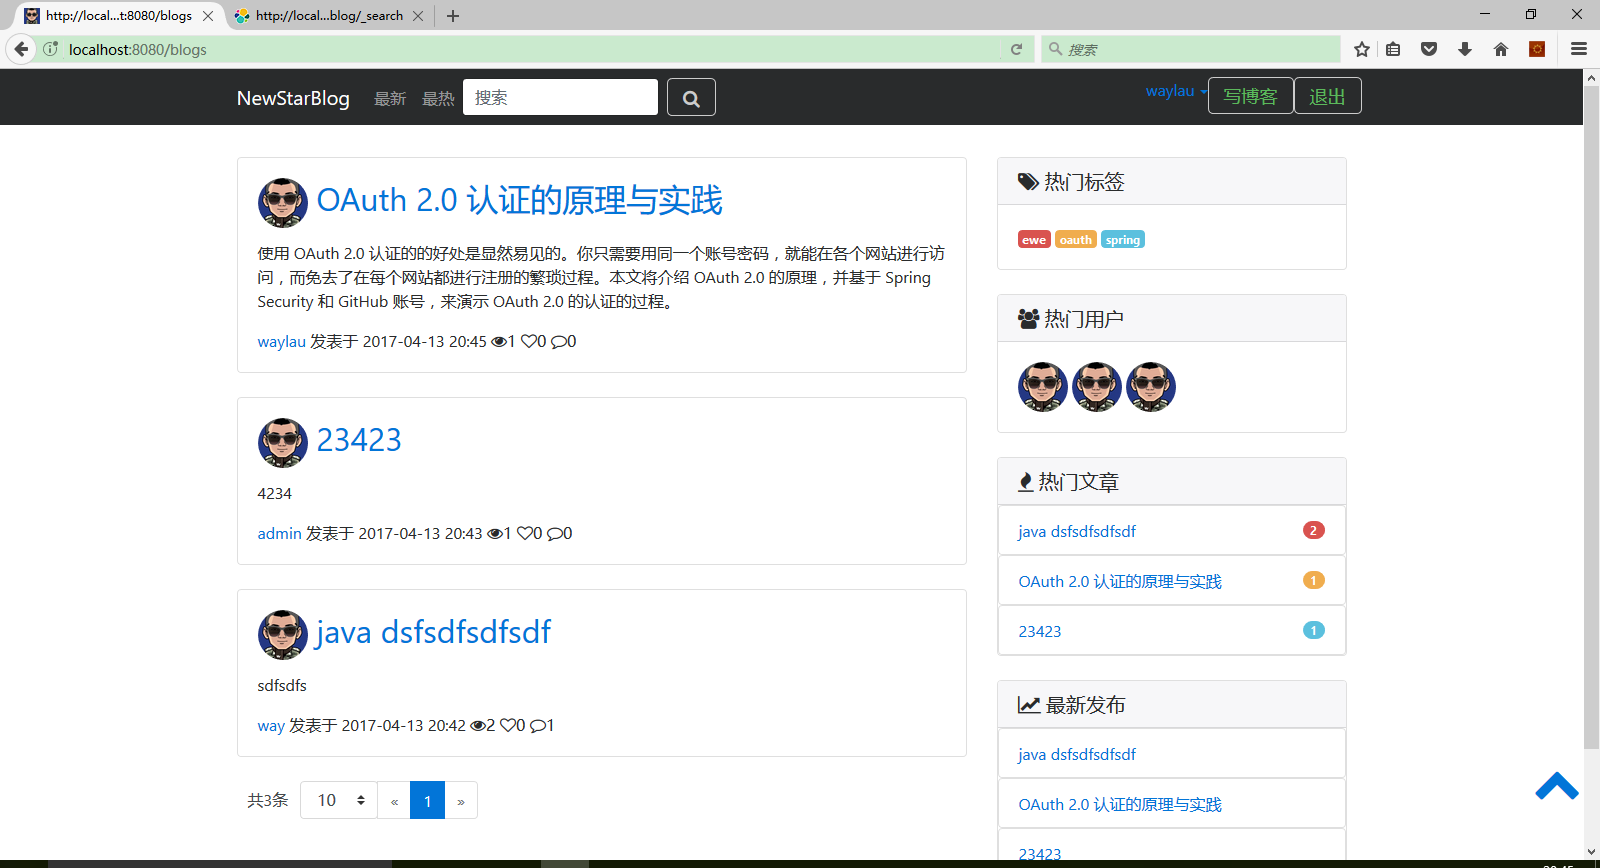 http://local...t:8080/blogs
http://local...blog/_search
localhost:8080/blogs
搜索
NewStarBlog 最新 最热 搜索
waylau 写博客 退出
OAuth 2.0 认证的原理与实践
使用 OAuth 2.0 认证的的好处是显然易见的。你只需要用同一个账号密码，就能在各个网站进行访
问，而免去了在每个网站都进行注册的繁琐过程。本文将介绍 OAuth 2.0 的原理，并基于 Spring
Security 和 GitHub 账号，来演示 OAuth 2.0 的认证的过程。
waylau 发表于 2017-04-13 20:45 1 0 0
23423
4234
admin 发表于 2017-04-13 20:43 1 0 0
java dsfsdfsdfsdf
sdfsdfs
way 发表于 2017-04-13 20:42 2 0 1
共3条 10 « 1 »
热门标签
ewe oauth spring
热门用户
热门文章
java dsfsdfsdfsdf 2
OAuth 2.0 认证的原理与实践 1
23423 1
最新发布
java dsfsdfsdfsdf
OAuth 2.0 认证的原理与实践
23423